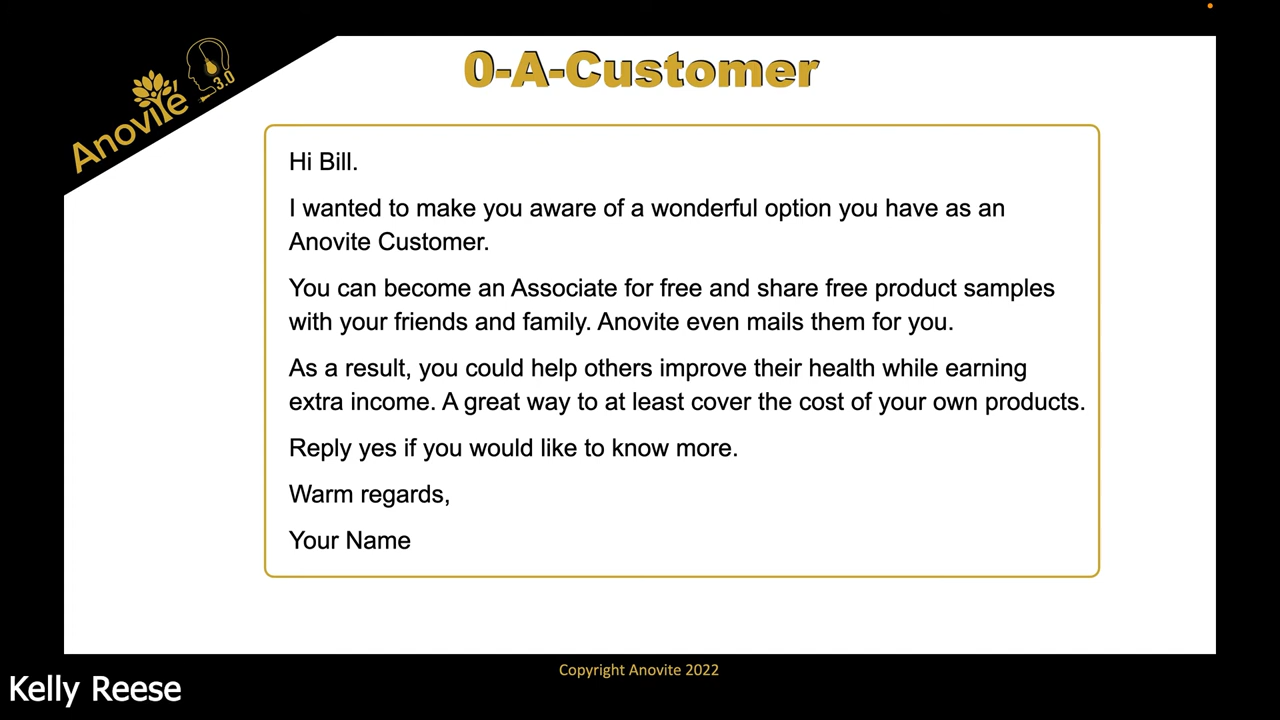 Anovite
3.0
0-A-Customer
Hi Bill.
I wanted to make you aware of a wonderful option you have as an
Anovite Customer.
You can become an Associate for free and share free product samples
with your friends and family. Anovite even mails them for you.
As a result, you could help others improve their health while earning
extra income. A great way to at least cover the cost of your own products.
Reply yes if you would like to know more.
Warm regards,
Your Name
Copyright Anovite 2022
Kelly Reese